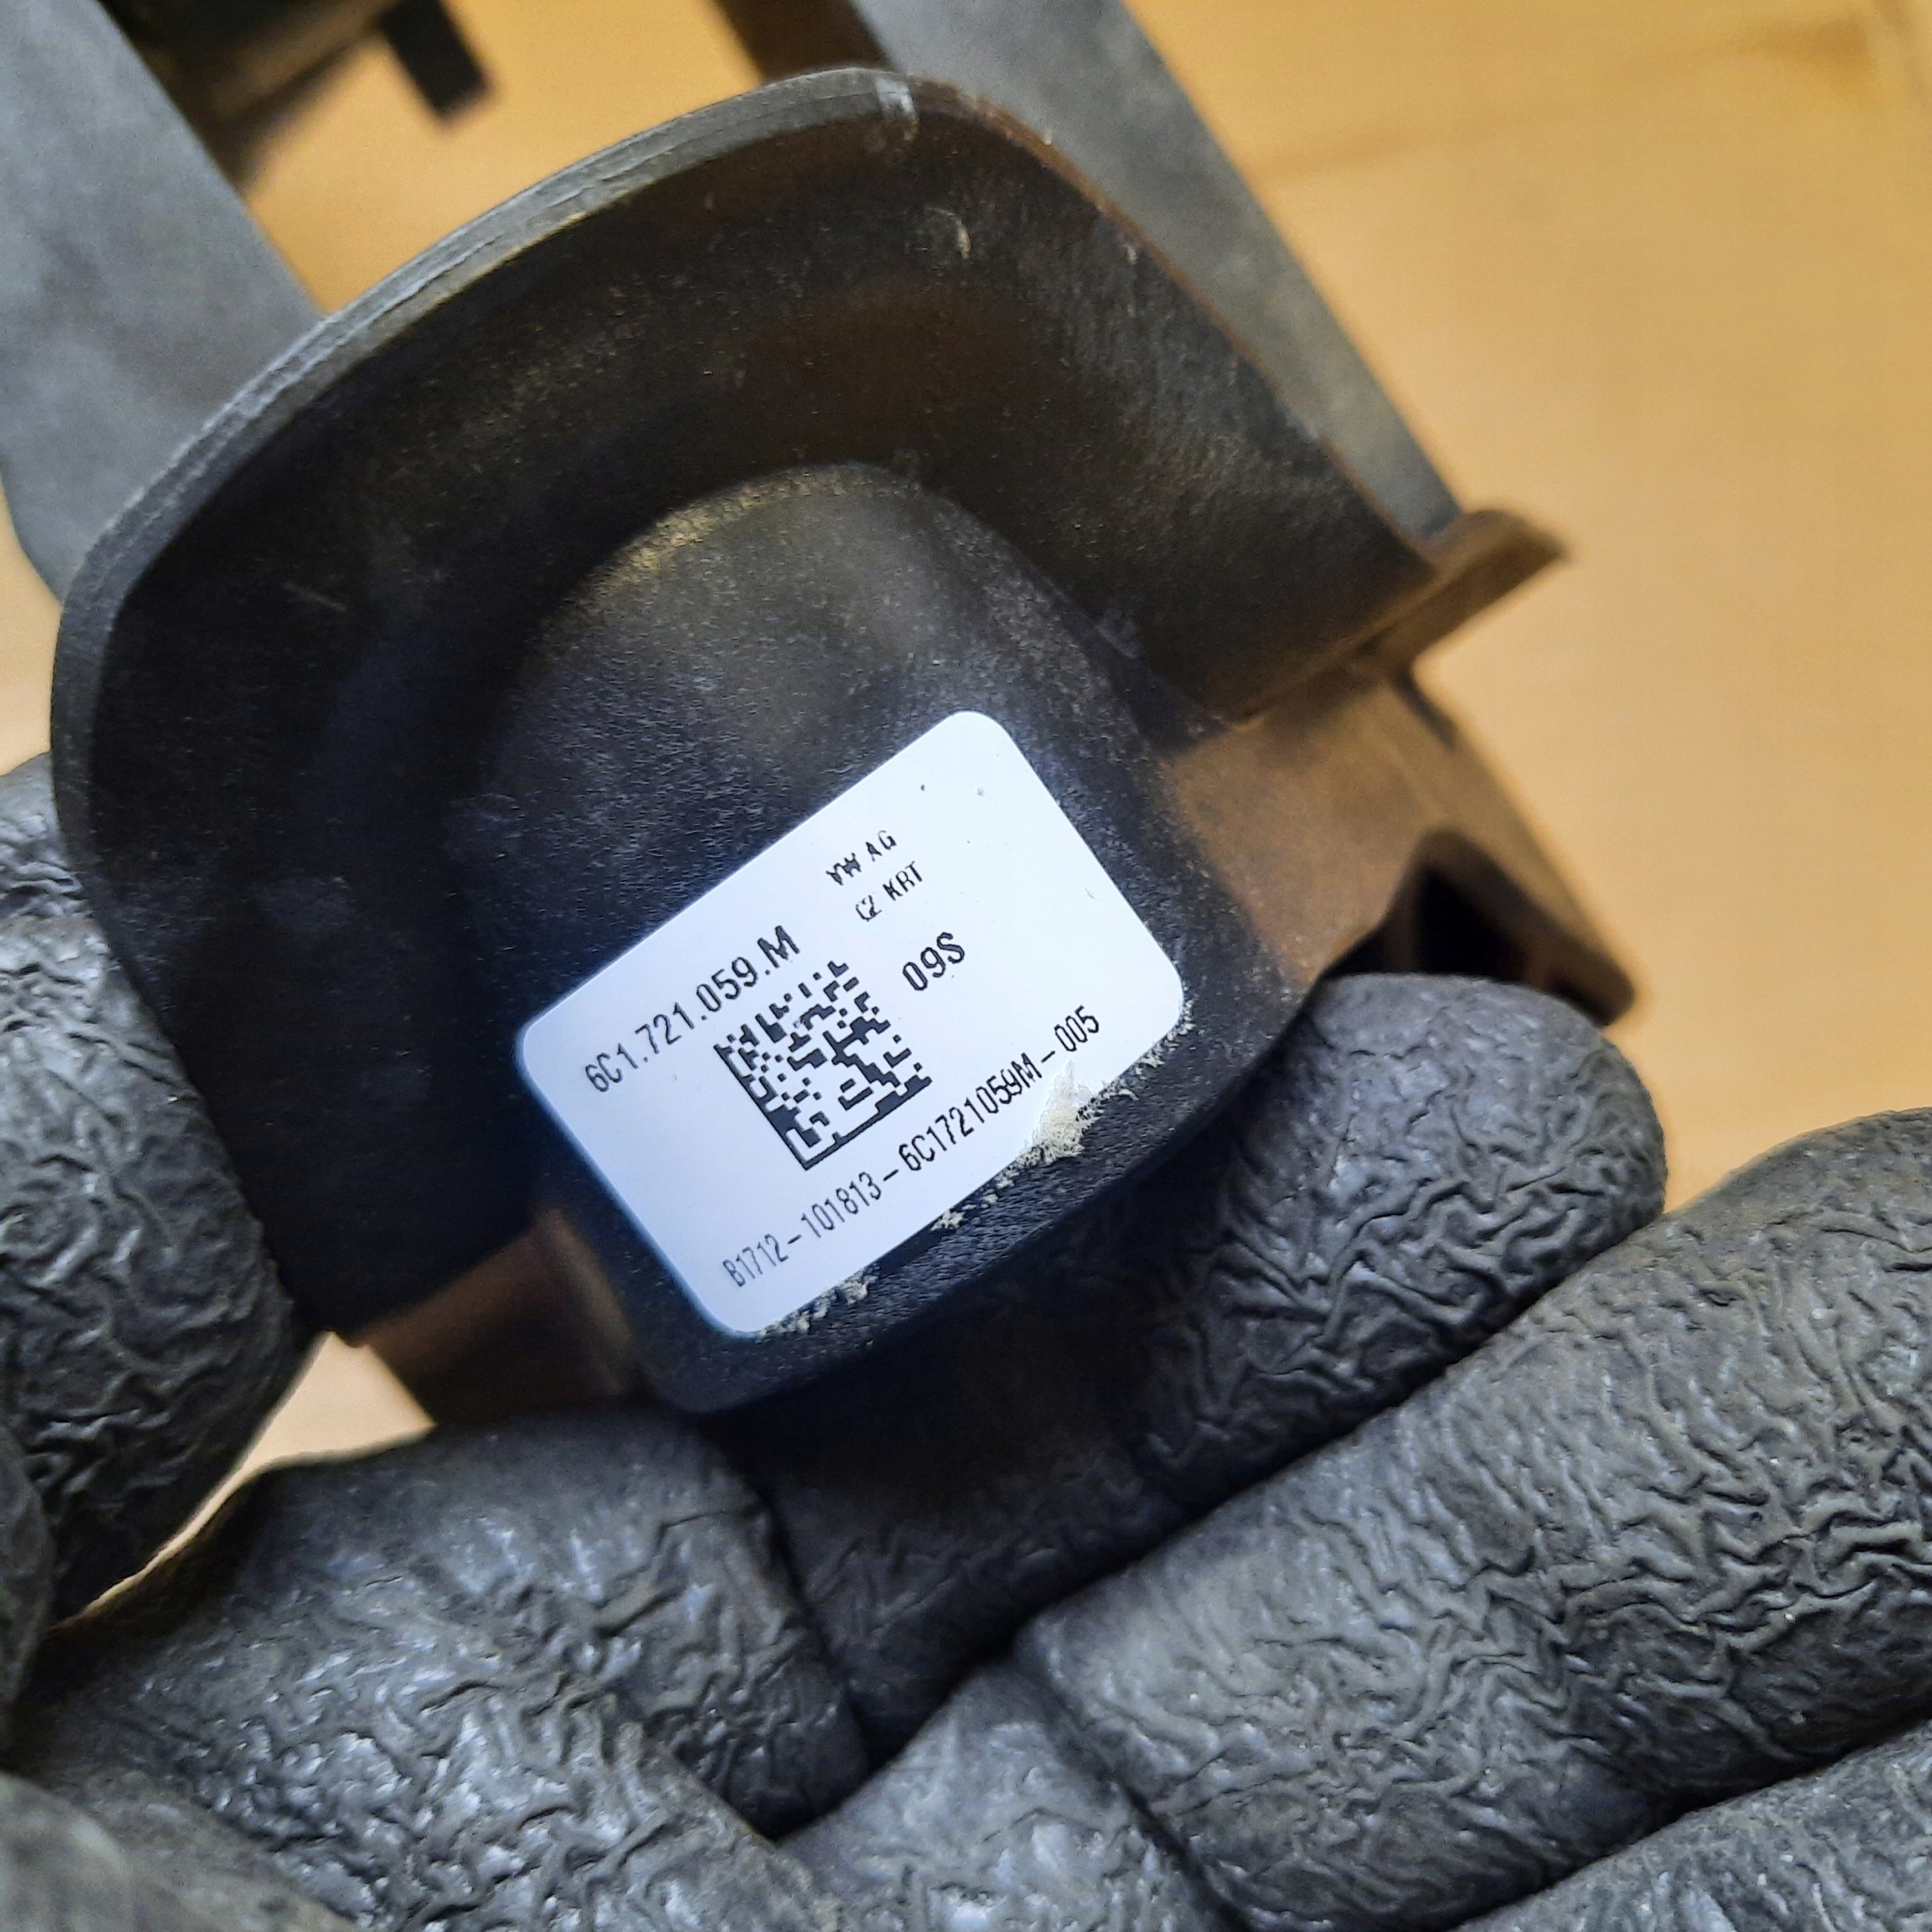 6C1.721.059.M
VW AG
CZ KRT
09S
B1712-101813-6C1721059M-005